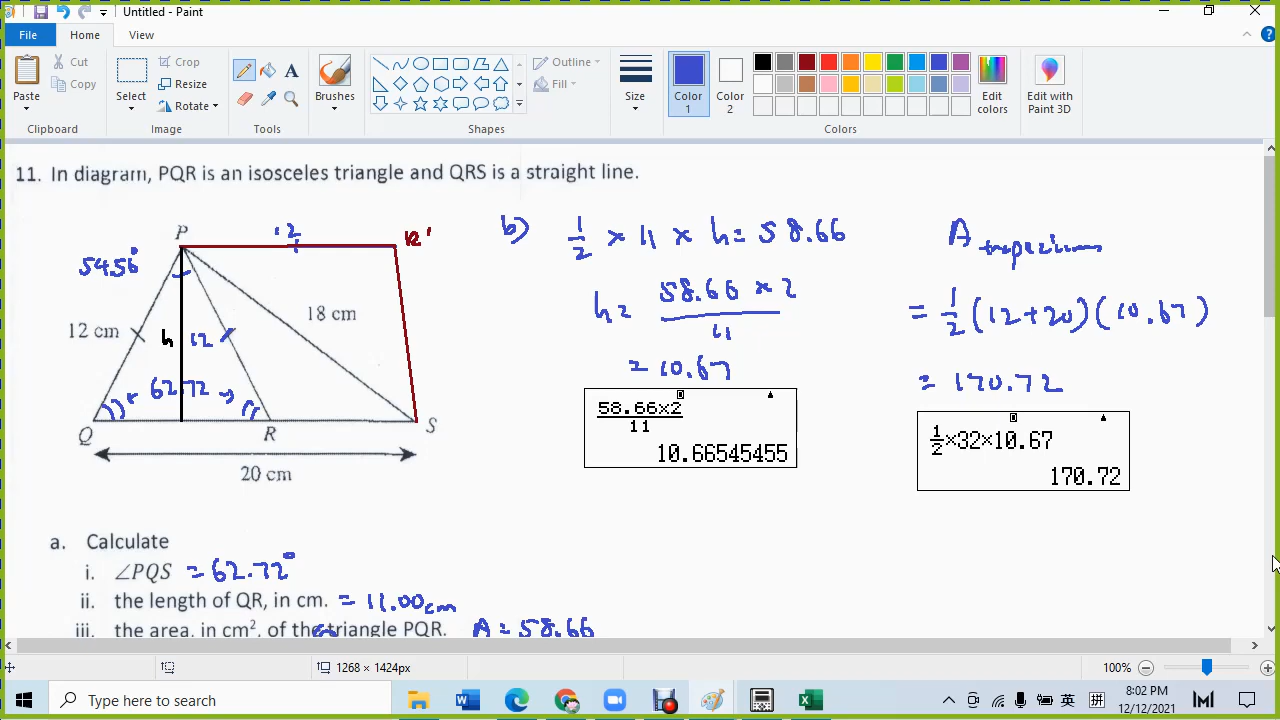 Untitled - Paint
File Home View
Paste
Cut
Copy
Clipboard
Select
Crop
Resize
Rotate
Image
A
Tools
Brushes
Shapes
Outline
Fill
Size
Color 1
Color 2
Edit colors
Edit with Paint 3D
Colors
11. In diagram, PQR is an isosceles triangle and QRS is a straight line.
P
12
R'
54.56°
12 cm
h
12
18 cm
62.72
Q
R
S
20 cm
b) 1/2 × 11 × h = 58.66
h = 58.66 × 2 / 11
= 10.67
58.66×2
11
10.66545455
A trapezium
= 1/2 (12+20)(10.67)
= 170.72
1/2×32×10.67
170.72
a. Calculate
i. ∠PQS = 62.72°
ii. the length of QR, in cm. = 11.00cm
iii. the area, in cm², of the triangle PQR. A = 58.66
1268 × 1424px
100%
Type here to search
英
拼
8:02 PM
12/12/2021